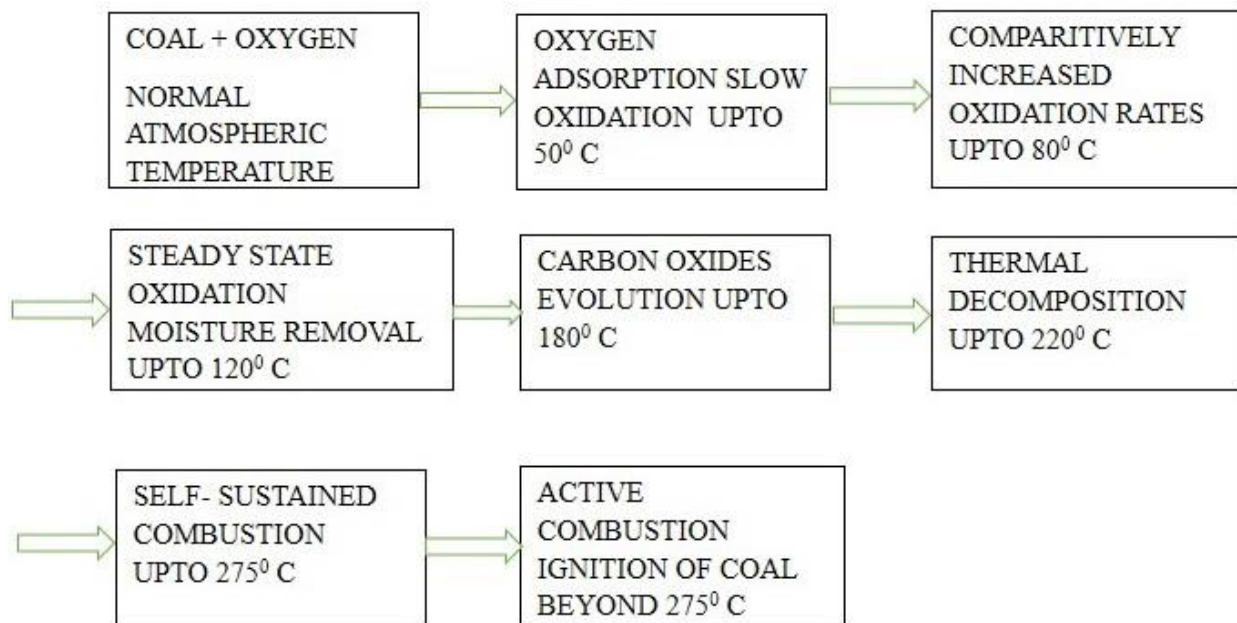 COAL + OXYGEN
NORMAL
ATMOSPHERIC
TEMPERATURE
OXYGEN
ADSORPTION SLOW
OXIDATION UPTO
50⁰ C
COMPARITIVELY
INCREASED
OXIDATION RATES
UPTO 80⁰ C
STEADY STATE
OXIDATION
MOISTURE REMOVAL
UPTO 120⁰ C
CARBON OXIDES
EVOLUTION UPTO
180⁰ C
THERMAL
DECOMPOSITION
UPTO 220⁰ C
SELF- SUSTAINED
COMBUSTION
UPTO 275⁰ C
ACTIVE
COMBUSTION
IGNITION OF COAL
BEYOND 275⁰ C